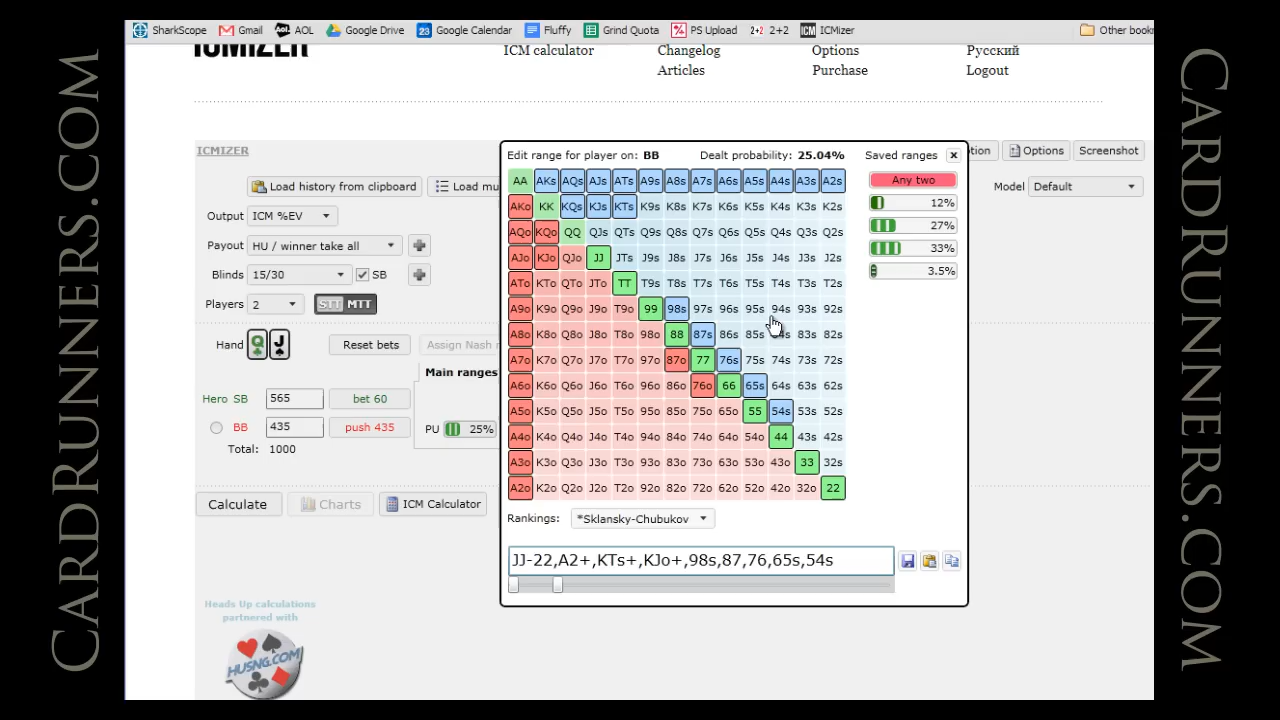 SharkScope Gmail AOL Google Drive Google Calendar Fluffy Grind Quota PS Upload 2+2 ICMizer Other book
ICMIZER
ICM calculator Changelog Options Русский
Articles Purchase Logout
ICMIZER
Load history from clipboard Load mu tion Options Screenshot
Output ICM %EV
Model Default
Payout HU / winner take all
Blinds 15/30 SB
Players 2 STT MTT
Hand Q J Reset bets Assign Nash r
Main ranges
Hero SB 565 bet 60
BB 435 push 435 PU 25%
Total: 1000
Calculate Charts ICM Calculator
Heads Up calculations
partnered with
HUSNG.COM
Edit range for player on: BB Dealt probability: 25.04% Saved ranges x
AA AKs AQs AJs ATs A9s A8s A7s A6s A5s A4s A3s A2s
AKo KK KQs KJs KTs K9s K8s K7s K6s K5s K4s K3s K2s
AQo KQo QQ QJs QTs Q9s Q8s Q7s Q6s Q5s Q4s Q3s Q2s
AJo KJo QJo JJ JTs J9s J8s J7s J6s J5s J4s J3s J2s
ATo KTo QTo JTo TT T9s T8s T7s T6s T5s T4s T3s T2s
A9o K9o Q9o J9o T9o 99 98s 97s 96s 95s 94s 93s 92s
A8o K8o Q8o J8o T8o 98o 88 87s 86s 85s 84s 83s 82s
A7o K7o Q7o J7o T7o 97o 87o 77 76s 75s 74s 73s 72s
A6o K6o Q6o J6o T6o 96o 86o 76o 66 65s 64s 63s 62s
A5o K5o Q5o J5o T5o 95o 85o 75o 65o 55 54s 53s 52s
A4o K4o Q4o J4o T4o 94o 84o 74o 64o 54o 44 43s 42s
A3o K3o Q3o J3o T3o 93o 83o 73o 63o 53o 43o 33 32s
A2o K2o Q2o J2o T2o 92o 82o 72o 62o 52o 42o 32o 22
Any two
12%
27%
33%
3.5%
Rankings: *Sklansky-Chubukov
JJ-22,A2+,KTs+,KJo+,98s,87,76,65s,54s
CARDRUNNERS.COM
CARDRUNNERS.COM